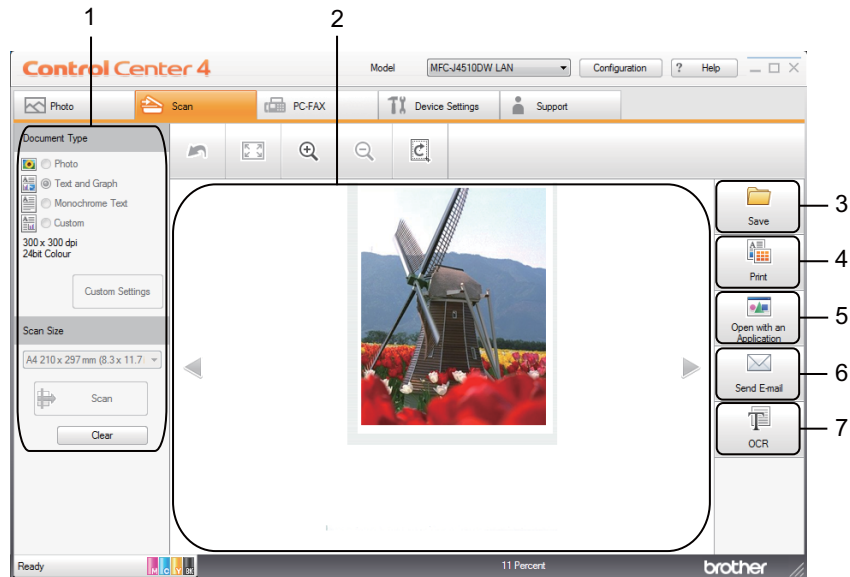 1
2
Control Center 4
Model
MFC-J4510DW LAN
Configuration
? Help
Photo
Scan
PC-FAX
Device Settings
Support
Document Type
Photo
Text and Graph
Monochrome Text
Custom
300 x 300 dpi
24bit Colour
Custom Settings
Scan Size
A4 210 x 297 mm (8.3 x 11.7
Scan
Clear
Save
3
Print
4
Open with an
Application
5
Send E-mail
6
OCR
7
Ready
M C Y BK
11 Percent
brother